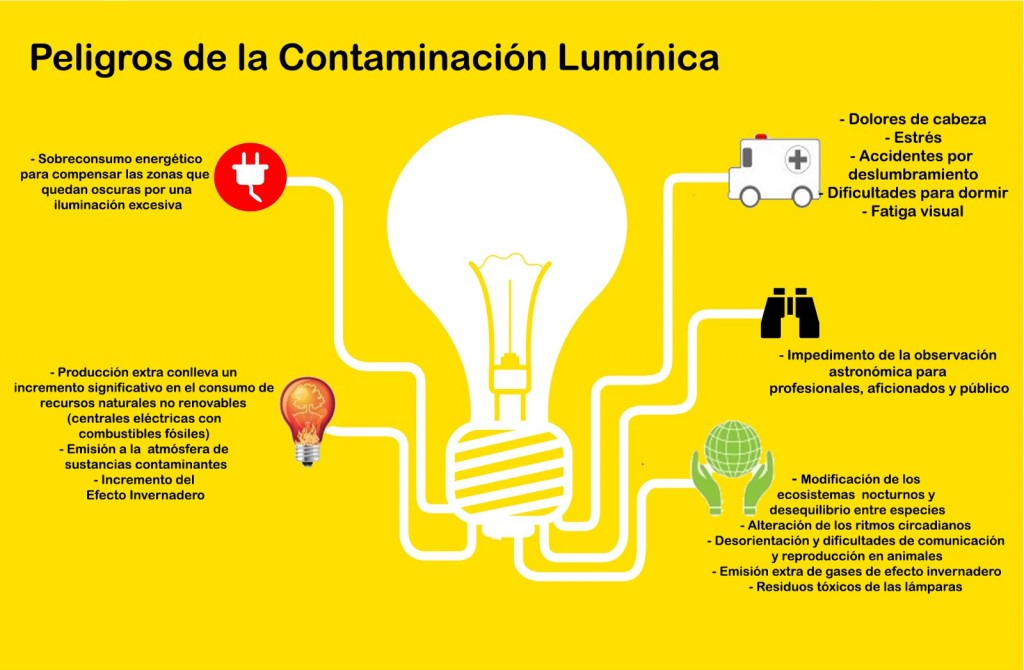 Peligros de la Contaminación Lumínica
- Sobreconsumo energético
para compensar las zonas que
quedan oscuras por una
iluminación excesiva
- Dolores de cabeza
- Estrés
- Accidentes por
deslumbramiento
- Dificultades para dormir
- Fatiga visual
- Impedimento de la observación
astronómica para
profesionales, aficionados y público
- Producción extra conlleva un
incremento significativo en el consumo de
recursos naturales no renovables
(centrales eléctricas con
combustibles fósiles)
- Emisión a la atmósfera de
sustancias contaminantes
- Incremento del
Efecto Invernadero
- Modificación de los
ecosistemas nocturnos y
desequilibrio entre especies
- Alteración de los ritmos circadianos
- Desorientación y dificultades de comunicación
y reproducción en animales
- Emisión extra de gases de efecto invernadero
- Residuos tóxicos de las lámparas